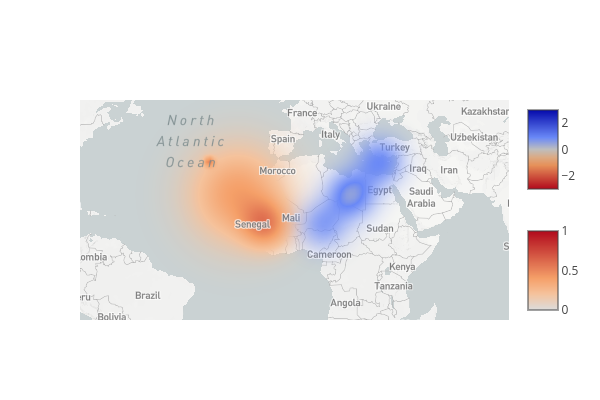 Ukraine
Kazakhstan
France
North
Atlantic
Ocean
Spain
Italy
Uzbekistan
Turkey
Morocco
Iraq
Iran
Egypt
Saudi
Arabia
Senegal
Mali
Sudan
ombia
Cameroon
Kenya
eru
Brazil
Tanzania
Angola
Bolivia
S
2
0
−2
1
0.5
0